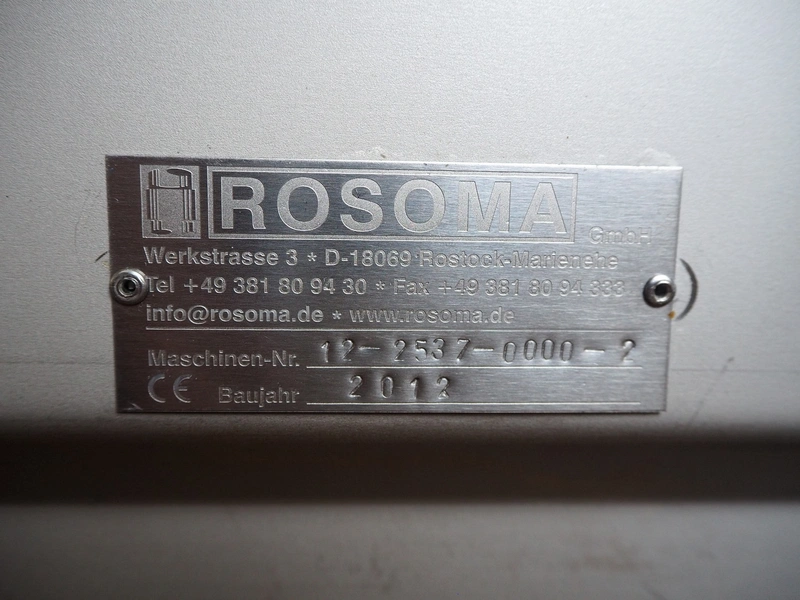 ROSOMA GmbH
Werkstrasse 3 * D-18069 Rostock-Marienehe
Tel +49 381 80 94 30 * Fax +49 381 80 94 333
info@rosoma.de * www.rosoma.de
Maschinen-Nr. 12-2537-0000-2
CE Baujahr 2012